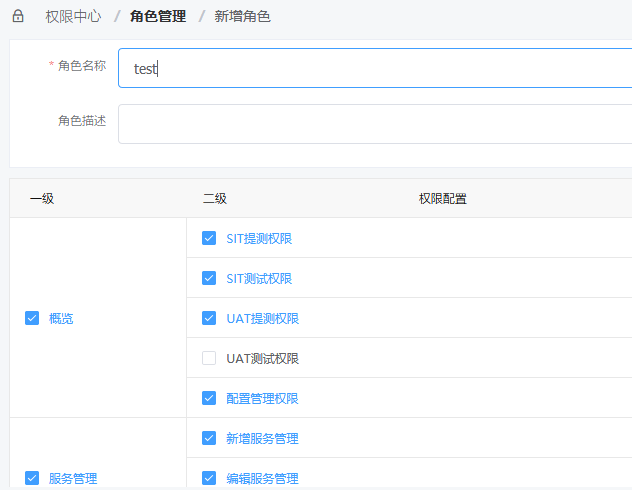 权限中心 / 角色管理 / 新增角色
* 角色名称 test
角色描述
一级 二级 权限配置
SIT提测权限
SIT测试权限
概览 UAT提测权限
UAT测试权限
配置管理权限
新增服务管理
服务管理 编辑服务管理